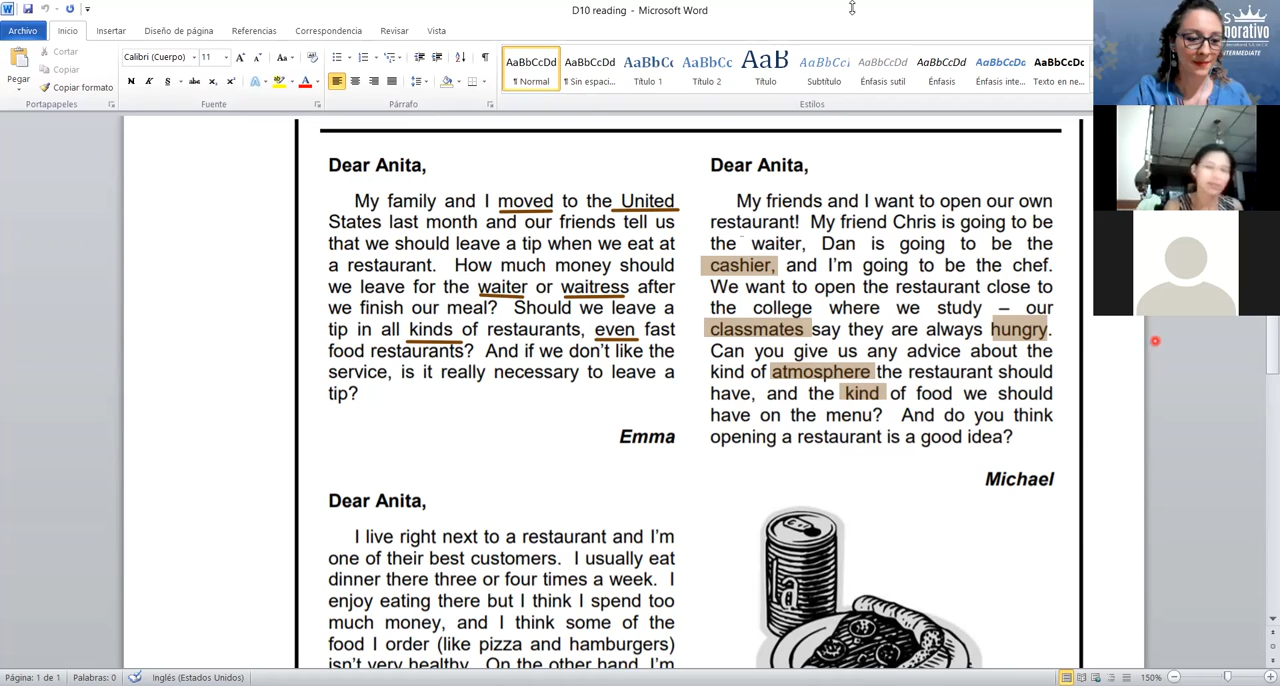 D10 reading - Microsoft Word
Archivo
Inicio
Insertar
Diseño de página
Referencias
Correspondencia
Revisar
Vista
Cortar
Copiar
Copiar formato
Pegar
Portapapeles
Calibri (Cuerpo)
11
Fuente
Párrafo
AaBbCcDd
¶ Normal
AaBbCcDd
¶ Sin espaci...
AaBbCc
Título 1
AaBbCc
Título 2
AaB
Título
AaBbCcI
Subtítulo
AaBbCcDd
Énfasis sutil
AaBbCcDd
Énfasis
AaBbCcDd
Énfasis inte...
AaBbCcDd
Texto en ne...
Estilos
Dear Anita,
My family and I moved to the United
States last month and our friends tell us
that we should leave a tip when we eat at
a restaurant. How much money should
we leave for the waiter or waitress after
we finish our meal? Should we leave a
tip in all kinds of restaurants, even fast
food restaurants? And if we don't like the
service, is it really necessary to leave a
tip?
Emma
Dear Anita,
I live right next to a restaurant and I'm
one of their best customers. I usually eat
dinner there three or four times a week. I
enjoy eating there but I think I spend too
much money, and I think some of the
food I order (like pizza and hamburgers)
isn't very healthy. On the other hand, I'm
Dear Anita,
My friends and I want to open our own
restaurant! My friend Chris is going to be
the waiter, Dan is going to be the
cashier, and I'm going to be the chef.
We want to open the restaurant close to
the college where we study – our
classmates say they are always hungry.
Can you give us any advice about the
kind of atmosphere the restaurant should
have, and the kind of food we should
have on the menu? And do you think
opening a restaurant is a good idea?
Michael
Página: 1 de 1
Palabras: 0
Inglés (Estados Unidos)
150%